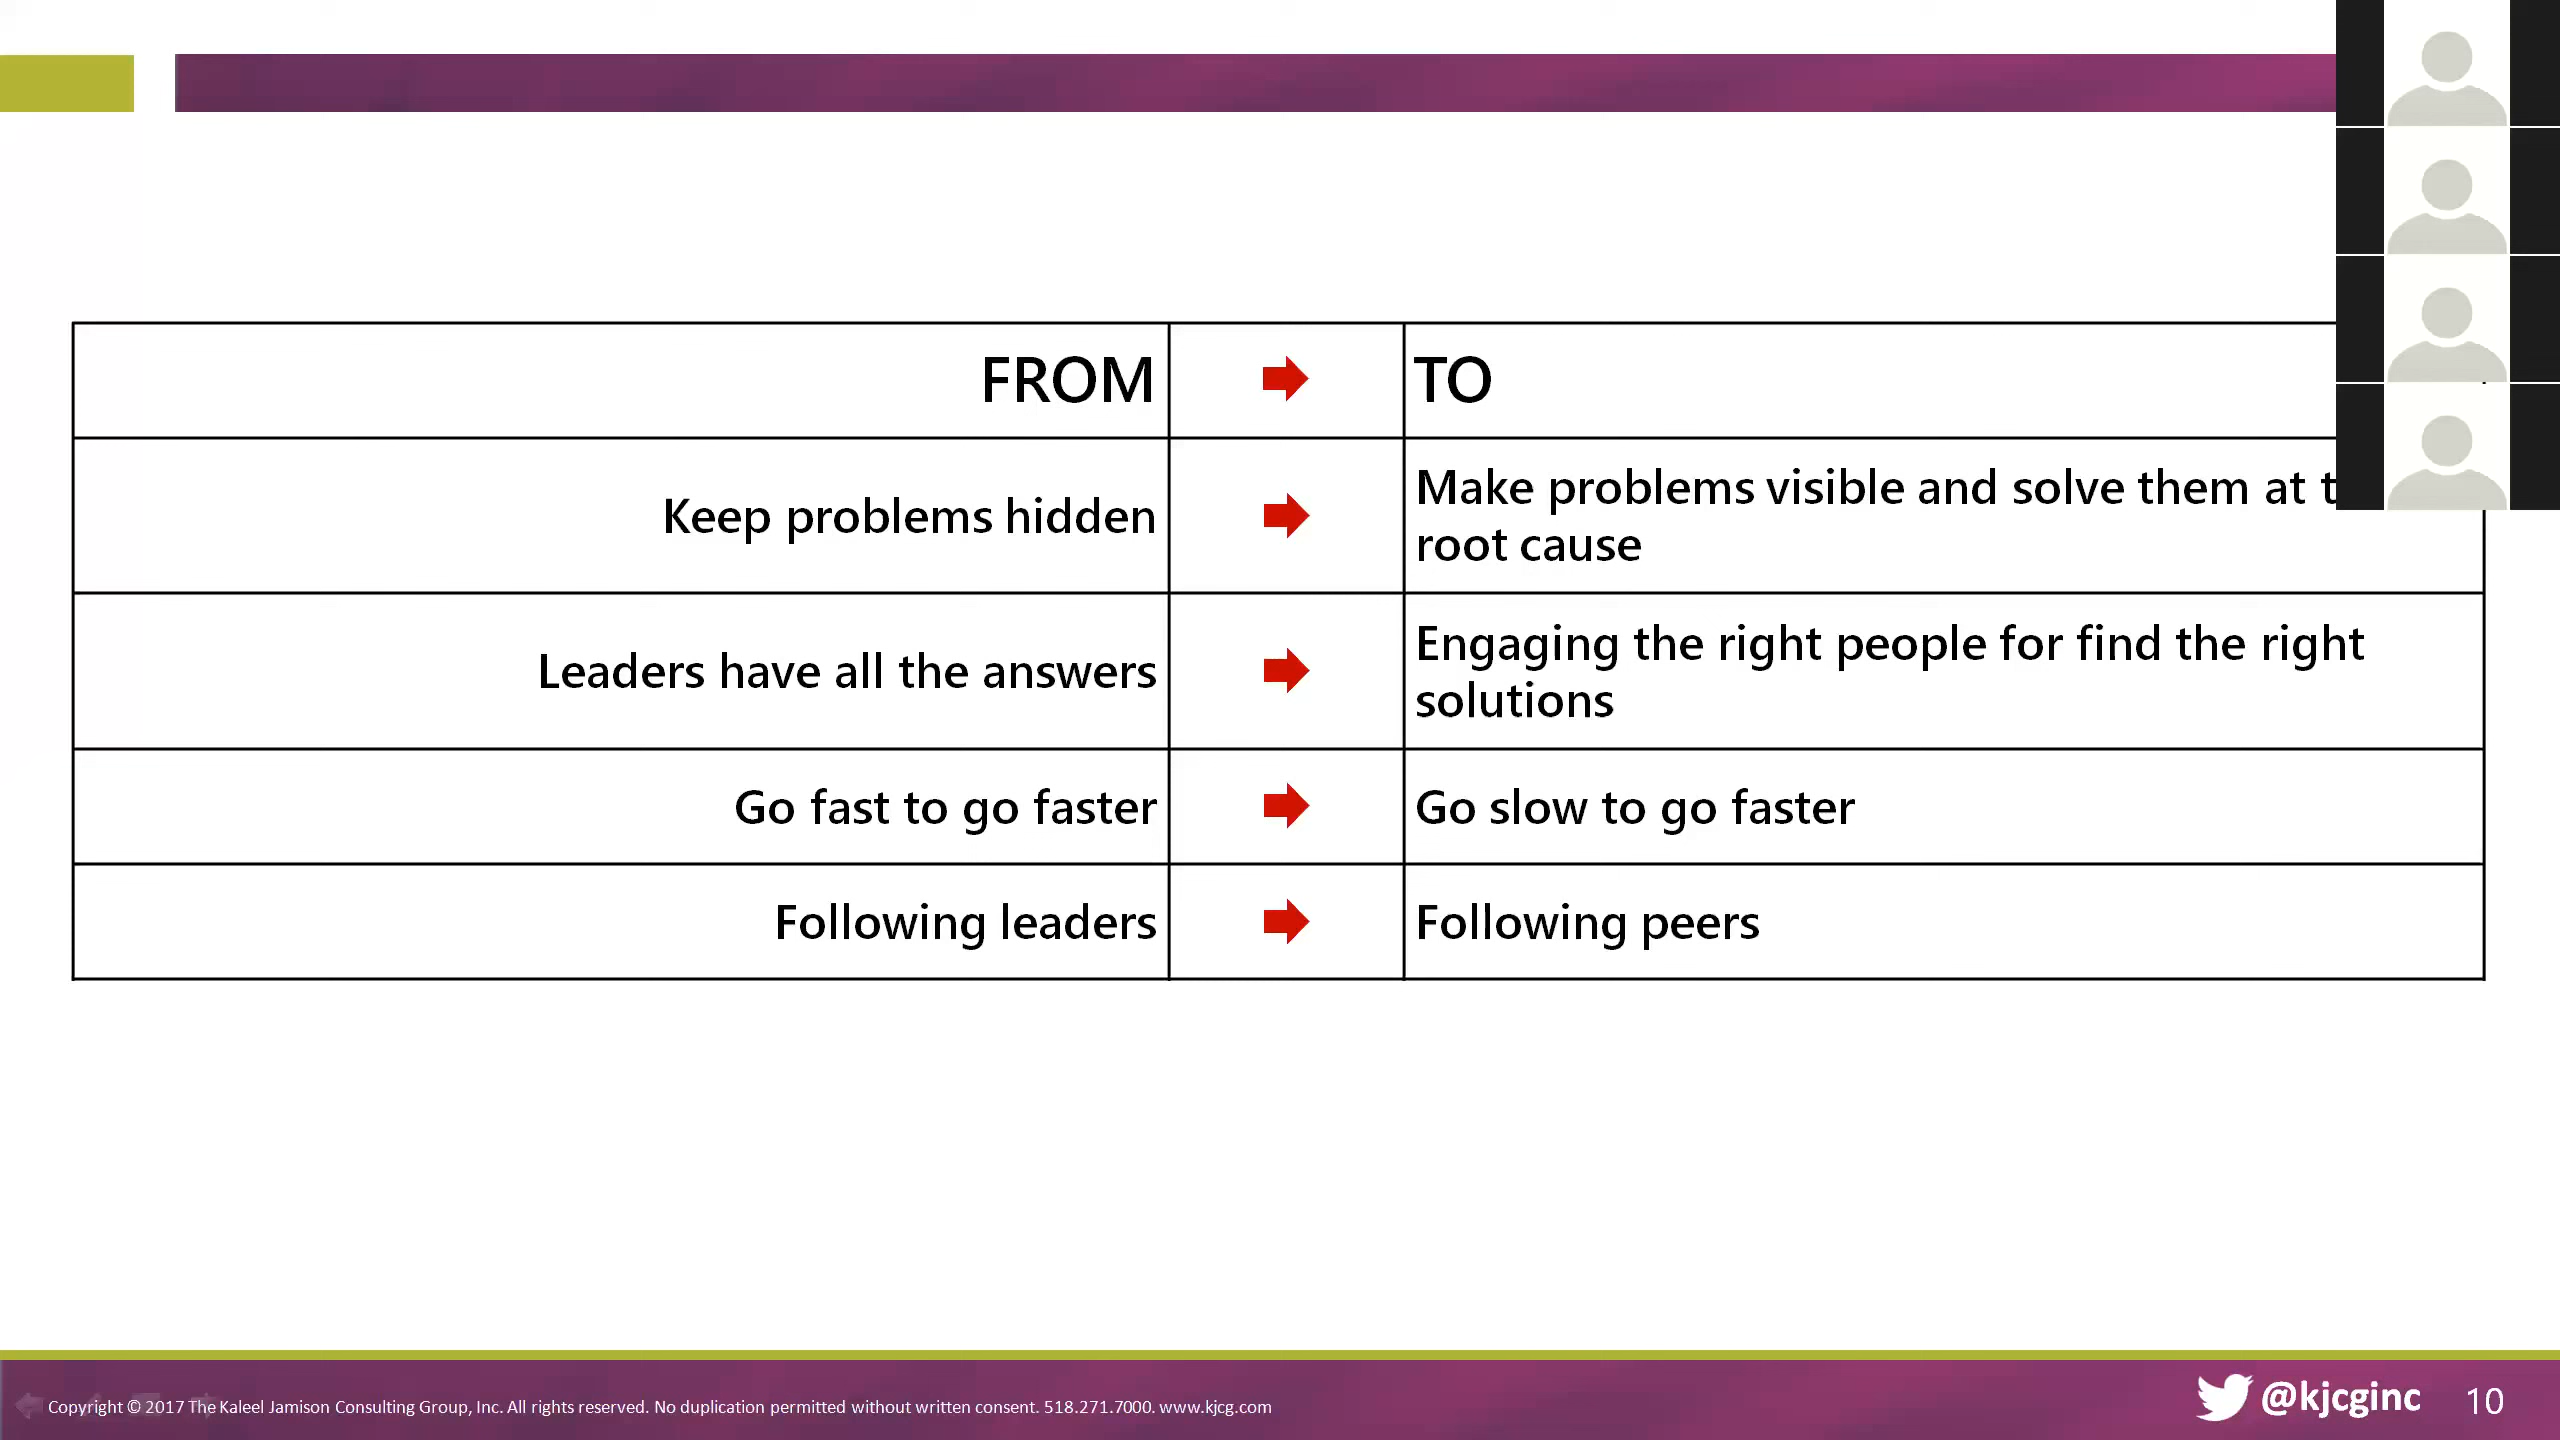 FROM
TO
Keep problems hidden
Make problems visible and solve them at
root cause
Leaders have all the answers
Engaging the right people for find the right
solutions
Go fast to go faster
Go slow to go faster
Following leaders
Following peers
Copyright © 2017 The Kaleel Jamison Consulting Group, Inc. All rights reserved. No duplication permitted without written consent. 518.271.7000. www.kjcg.com
@kjcginc
10